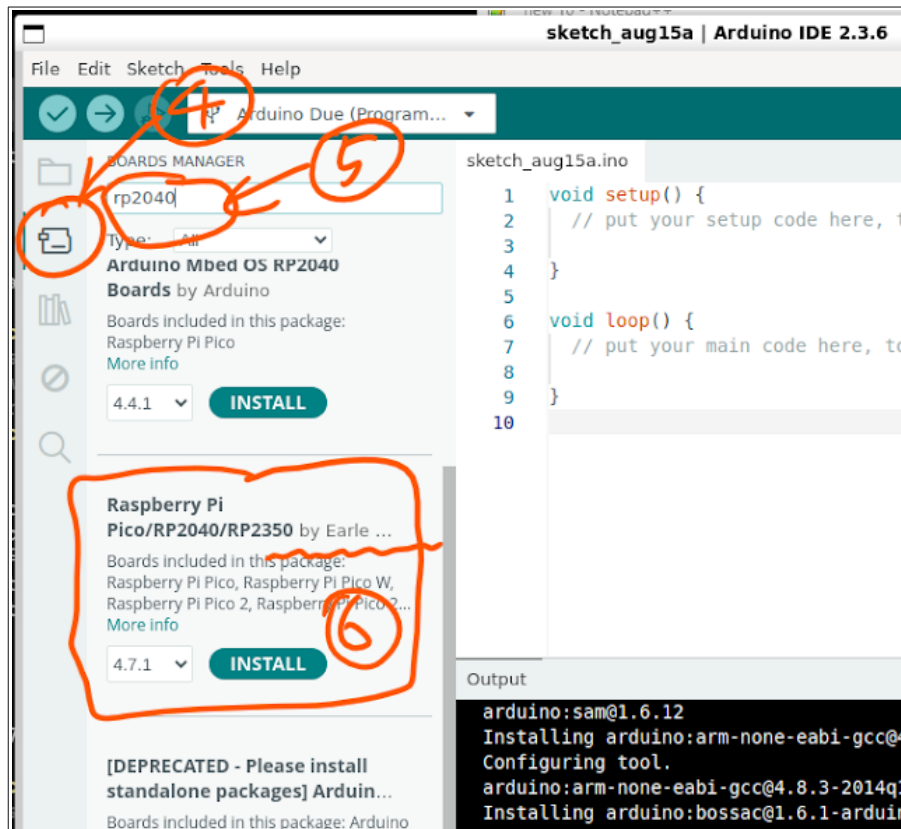 new 10 - Notepad++
sketch_aug15a | Arduino IDE 2.3.6
File Edit Sketch Tools Help
4
Arduino Due (Program...
BOARDS MANAGER
5
sketch_aug15a.ino
rp2040
Type: All
Arduino Mbed OS RP2040
Boards by Arduino
Boards included in this package:
Raspberry Pi Pico
More info
4.4.1 INSTALL
Raspberry Pi
Pico/RP2040/RP2350 by Earle ...
Boards included in this package:
Raspberry Pi Pico, Raspberry Pi Pico W,
Raspberry Pi Pico 2, Raspberry Pi Pico 2...
More info
6
4.7.1 INSTALL
[DEPRECATED - Please install
standalone packages] Arduin...
Boards included in this package: Arduino
1 void setup() {
2 // put your setup code here, t
3
4 }
5
6 void loop() {
7 // put your main code here, to
8
9 }
10
Output
arduino:sam@1.6.12
Installing arduino:arm-none-eabi-gcc@4
Configuring tool.
arduino:arm-none-eabi-gcc@4.8.3-2014q1
Installing arduino:bossac@1.6.1-arduin